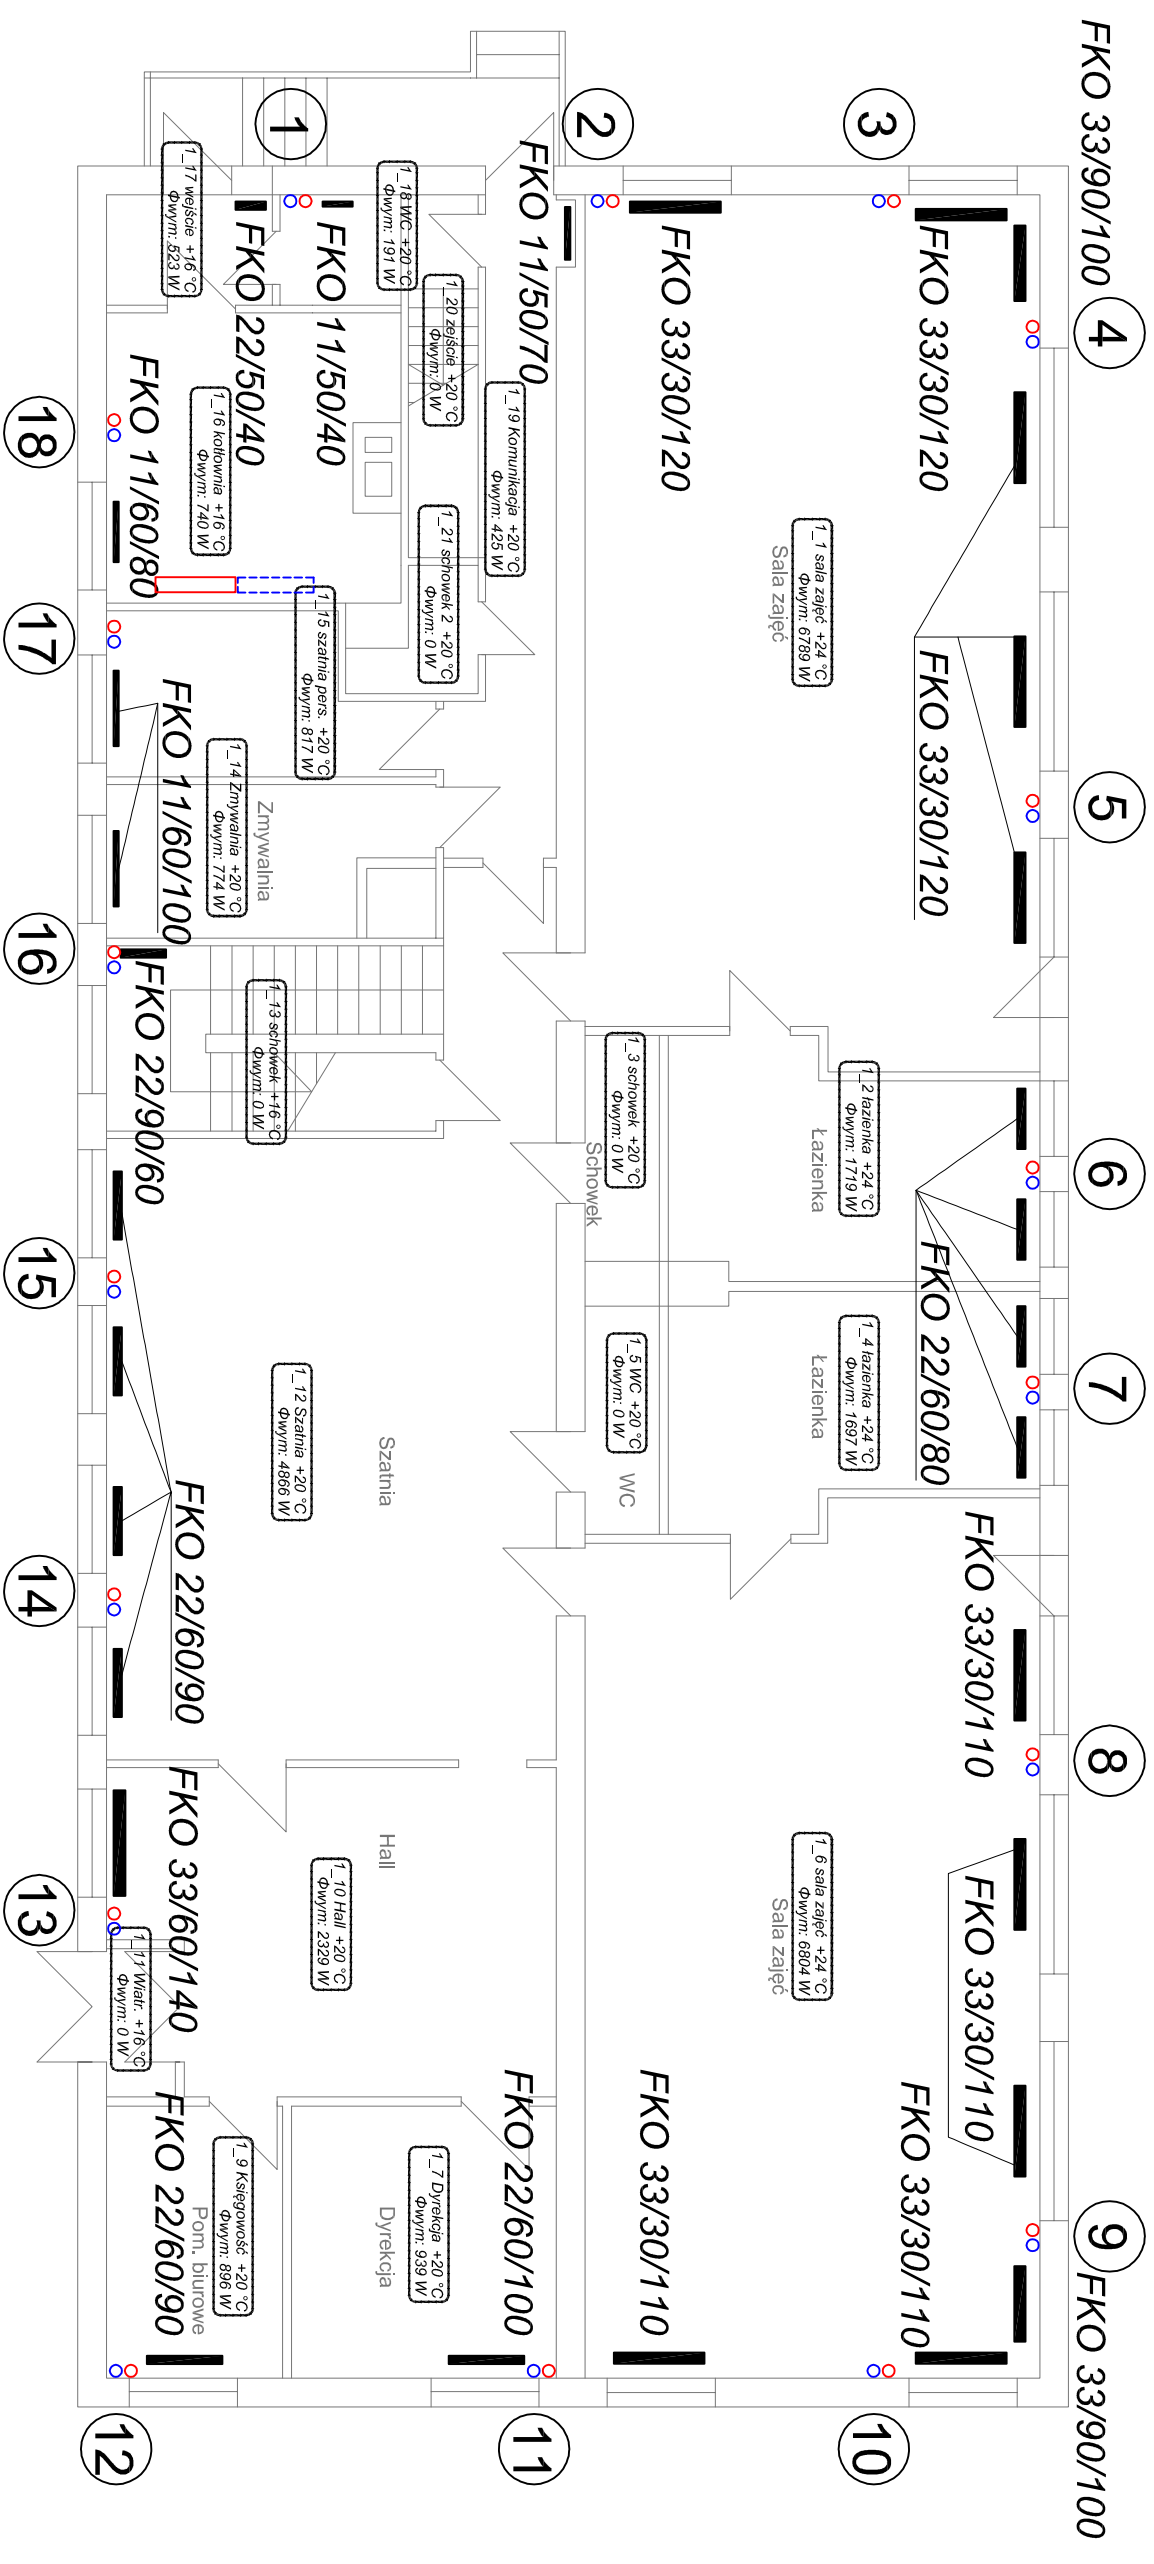 FKO 33/90/100
4
5
6
7
8
9
FKO 33/90/100
3
FKO 33/30/120
FKO 33/30/120
FKO 22/60/80
FKO 33/30/110
FKO 33/30/110
FKO 33/30/110
10
1_1 sala zajęć +24 °C
Φwym: 6789 W
Sala zajęć
1_2 łazienka +24 °C
Φwym: 1719 W
Łazienka
1_4 łazienka +24 °C
Φwym: 1697 W
Łazienka
1_6 sala zajęć +24 °C
Φwym: 6804 W
Sala zajęć
2
FKO 33/30/120
1_3 schowek +20 °C
Φwym: 0 W
Schowek
1_5 WC +20 °C
Φwym: 0 W
WC
FKO 33/30/110
FKO 11/50/70
1_19 Komunikacja +20 °C
Φwym: 425 W
FKO 22/60/100
11
1_20 zejście +20 °C
Φwym: 0 W
1_21 schowek 2 +20 °C
Φwym: 0 W
1_7 Dyrekcja +20 °C
Φwym: 939 W
Dyrekcja
1_18 WC +20 °C
Φwym: 191 W
Szatnia
Hall
1
FKO 11/50/40
1_15 szatnia pers. +20 °C
Φwym: 817 W
1_12 Szatnia +20 °C
Φwym: 4866 W
1_10 Hall +20 °C
Φwym: 2329 W
FKO 22/50/40
Zmywalnia
1_14 Zmywalnia +20 °C
Φwym: 774 W
1_13 schowek +16 °C
Φwym: 0 W
1_9 Księgowość +20 °C
Φwym: 896 W
Pom. biurowe
1_17 wejście +16 °C
Φwym: 523 W
1_16 kotłownia +16 °C
Φwym: 740 W
FKO 11/60/80
FKO 11/60/100
FKO 22/90/60
FKO 22/60/90
FKO 33/60/140
1_11 Wiatr. +16 °C
Φwym: 0 W
FKO 22/60/90
12
18
17
16
15
14
13